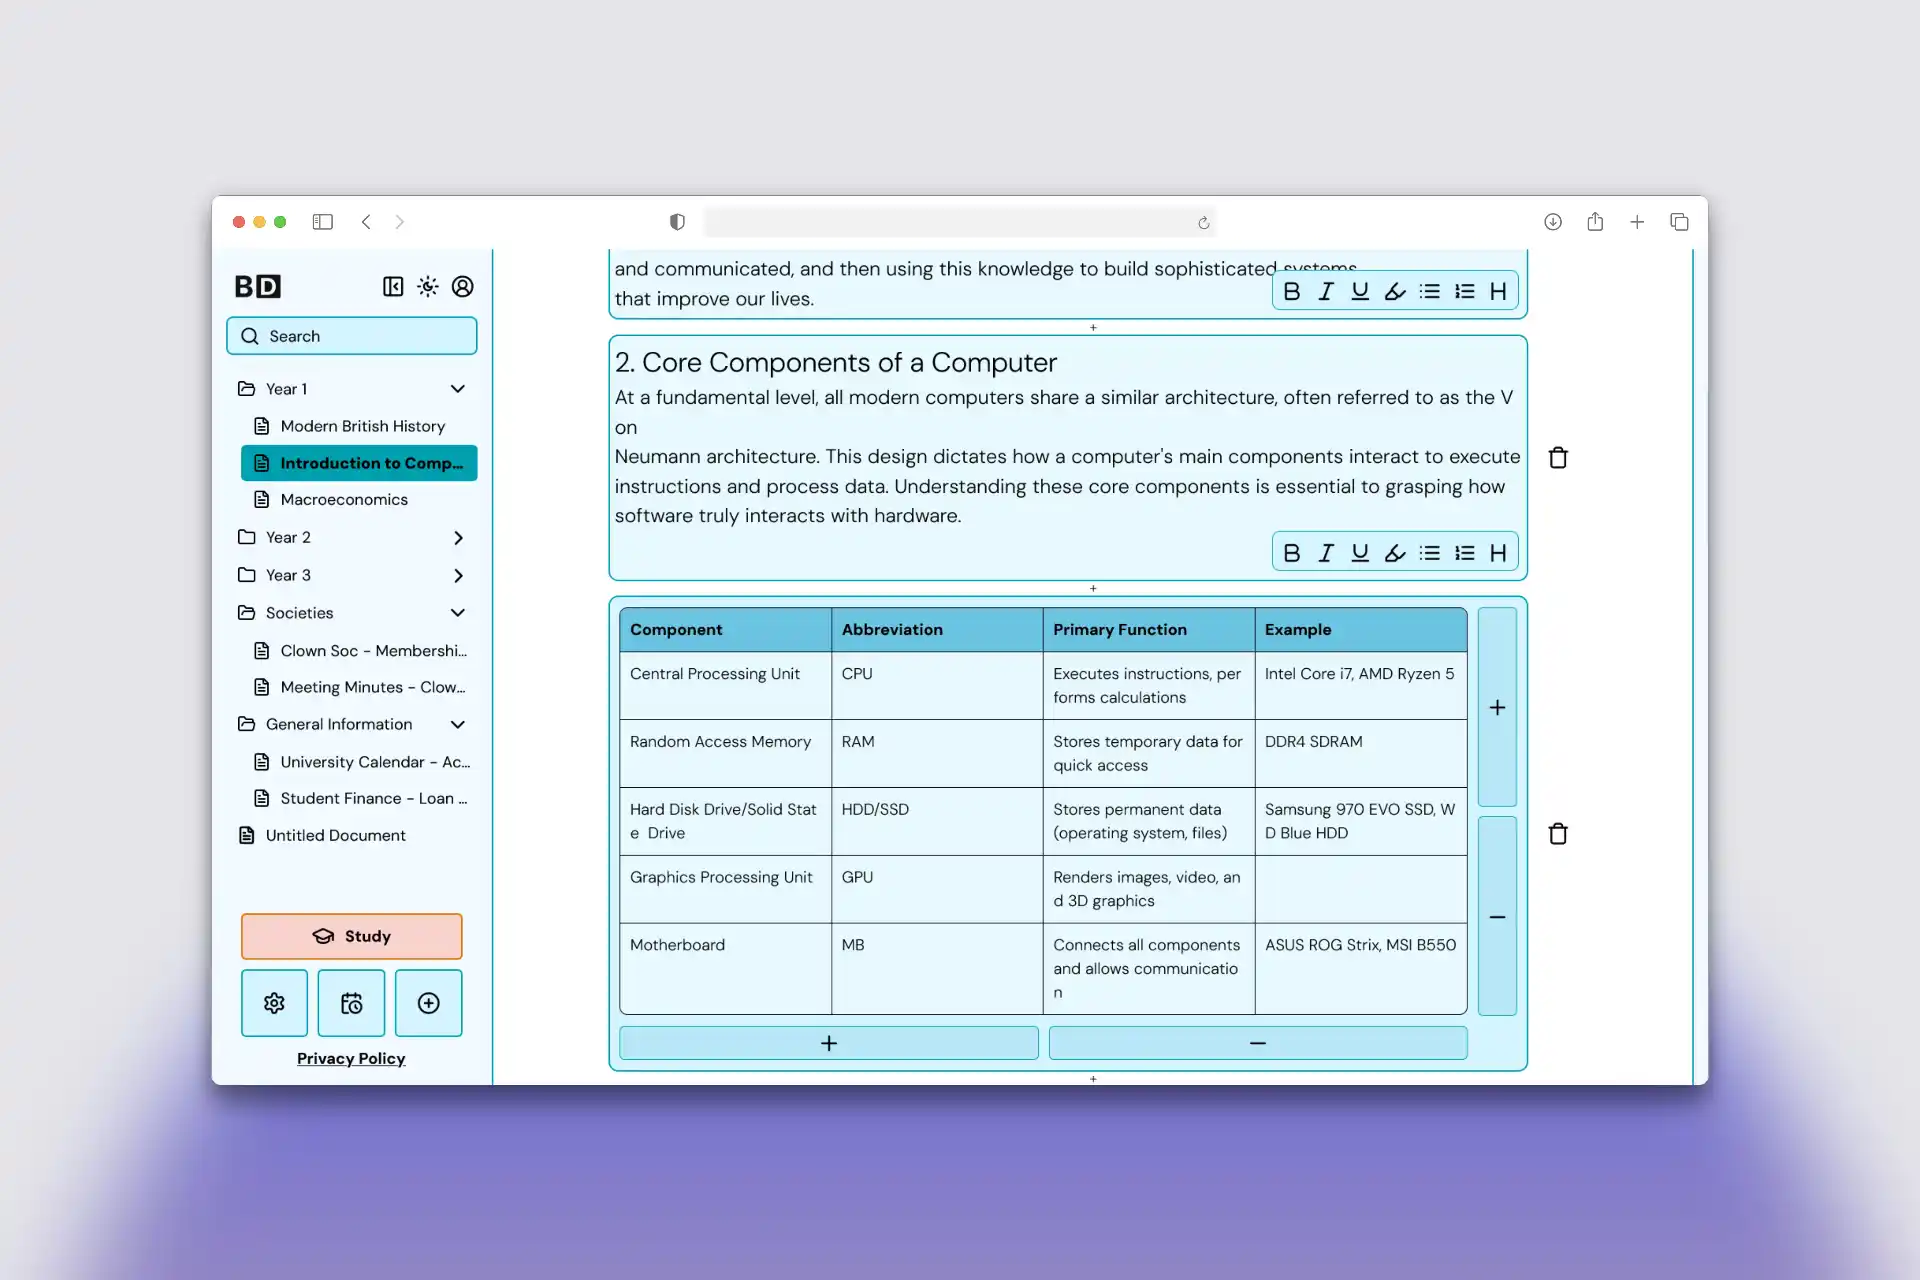 BD
Search
Year 1
Modern British History
Introduction to Comp...
Macroeconomics
Year 2
Year 3
Societies
Clown Soc - Membershi...
Meeting Minutes - Clow...
General Information
University Calendar - Ac...
Student Finance - Loan ...
Untitled Document
Study
Privacy Policy
and communicated, and then using this knowledge to build sophisticated systems
that improve our lives.
B I U H
+
2. Core Components of a Computer
At a fundamental level, all modern computers share a similar architecture, often referred to as the V
on
Neumann architecture. This design dictates how a computer's main components interact to execute
instructions and process data. Understanding these core components is essential to grasping how
software truly interacts with hardware.
B I U H
+
Component Abbreviation Primary Function Example
Central Processing Unit CPU Executes instructions, per
forms calculations Intel Core i7, AMD Ryzen 5
Random Access Memory RAM Stores temporary data for
quick access DDR4 SDRAM
Hard Disk Drive/Solid Stat
e Drive HDD/SSD Stores permanent data
(operating system, files) Samsung 970 EVO SSD, W
D Blue HDD
Graphics Processing Unit GPU Renders images, video, an
d 3D graphics
Motherboard MB Connects all components
and allows communicatio
n ASUS ROG Strix, MSI B550
+ −
+ −
+